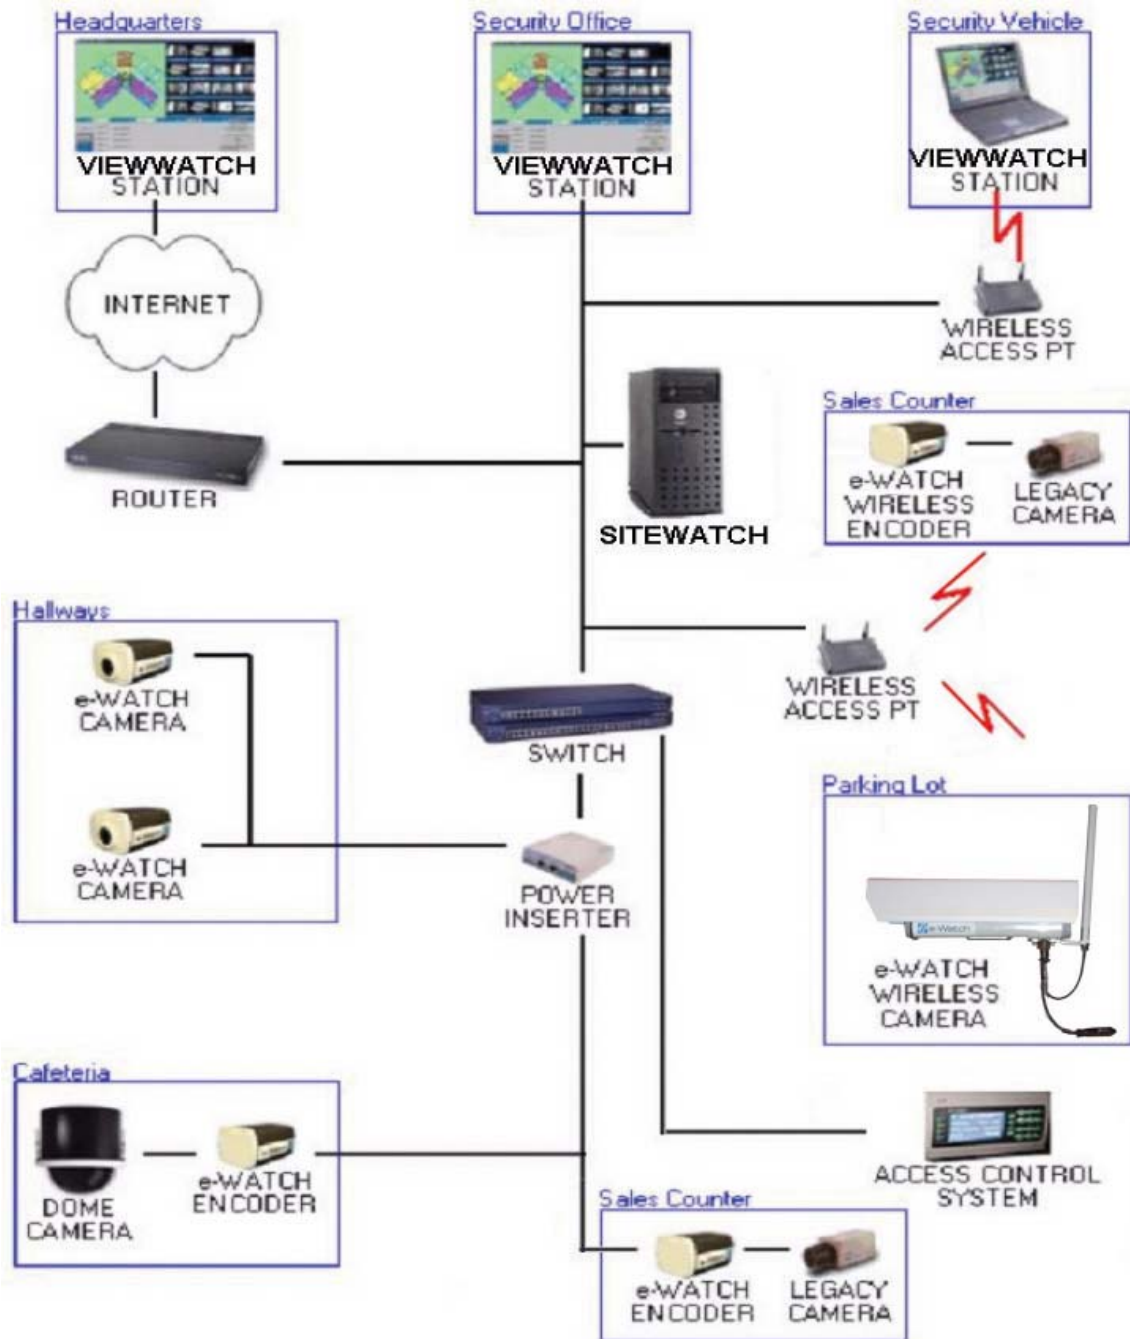 Headquarters
VIEWWATCH
STATION
Security Office
VIEWWATCH
STATION
Security Vehicle
VIEWWATCH
STATION
INTERNET
WIRELESS
ACCESS PT
ROUTER
SITEWATCH
Sales Counter
e-WATCH
WIRELESS
ENCODER
LEGACY
CAMERA
Hallways
e-WATCH
CAMERA
e-WATCH
CAMERA
WIRELESS
ACCESS PT
SWITCH
POWER
INSERTER
Parking Lot
e-Watch
e-WATCH
WIRELESS
CAMERA
Cafeteria
DOME
CAMERA
e-WATCH
ENCODER
ACCESS CONTROL
SYSTEM
Sales Counter
e-WATCH
ENCODER
LEGACY
CAMERA